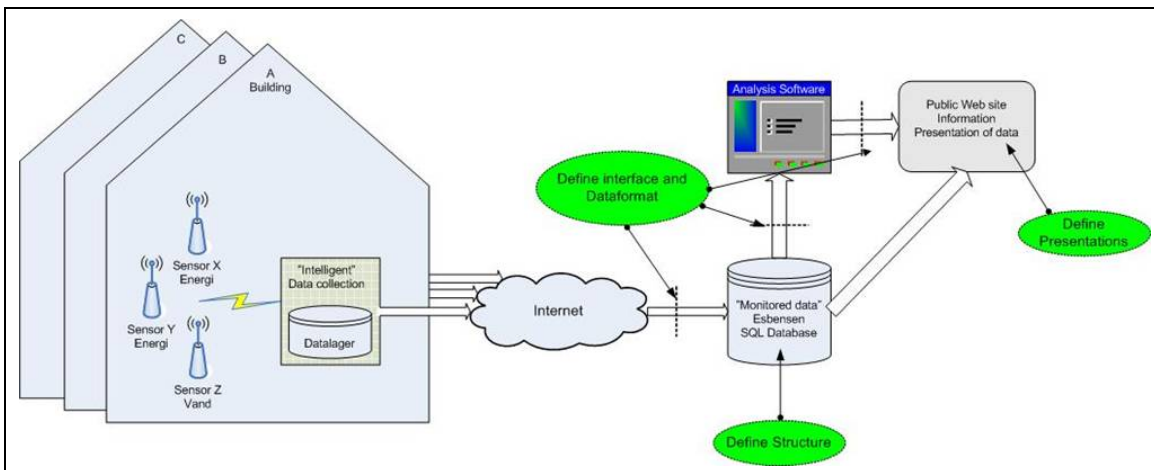 C
B
A
Building
Sensor X
Energi
Sensor Y
Energi
Sensor Z
Vand
"Intelligent"
Data collection
Datalager
Internet
Define interface and
Dataformat
Analysis Software
"Monitored data"
Esbensen
SQL Database
Define Structure
Public Web site
Information
Presentation of data
Define
Presentations